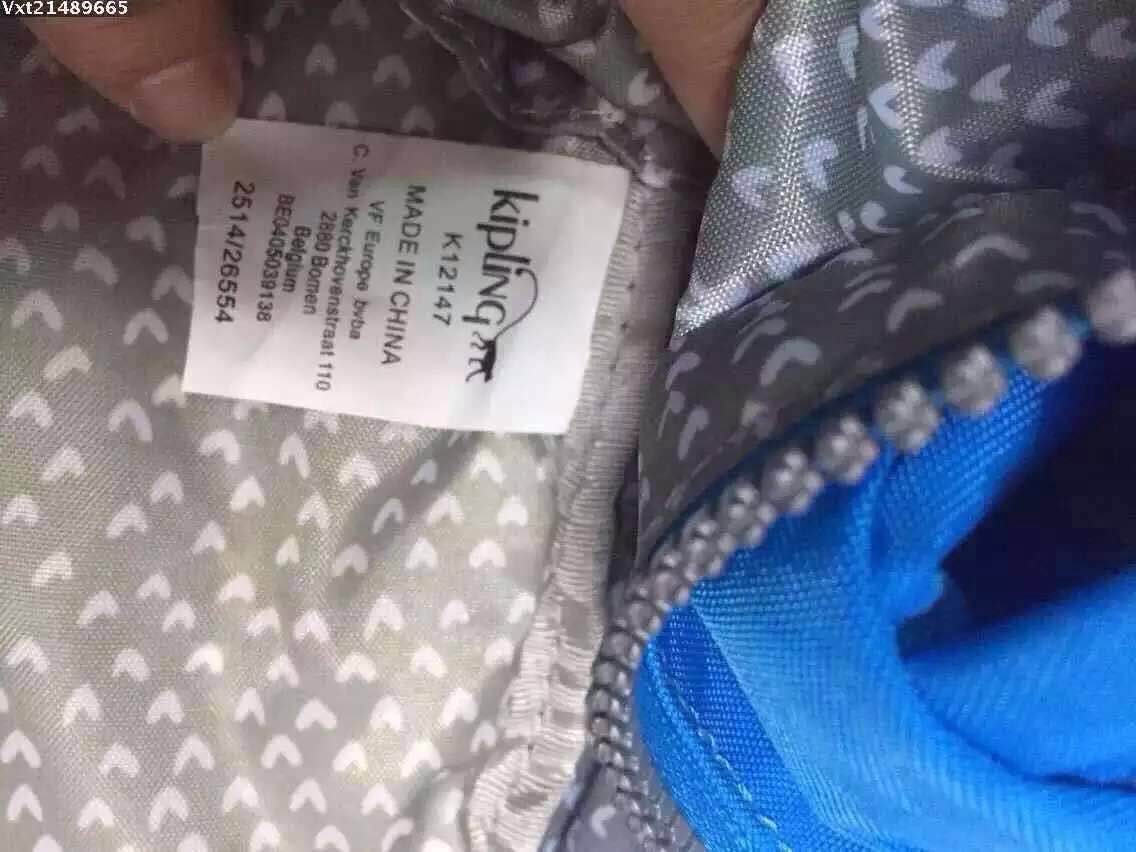 Vxt21489665
kipling
K12147
MADE IN CHINA
VF Europe bvba
C. Van Kerckhovenstraat 110
2880 Bornem
Belgium
BE0405039138
2514/26554